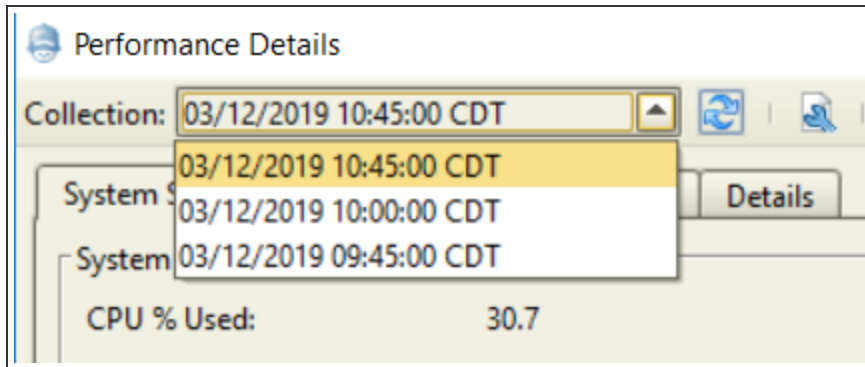 Performance Details
Collection: 03/12/2019 10:45:00 CDT
03/12/2019 10:45:00 CDT
System Details
03/12/2019 10:00:00 CDT
System 03/12/2019 09:45:00 CDT
CPU % Used: 30.7